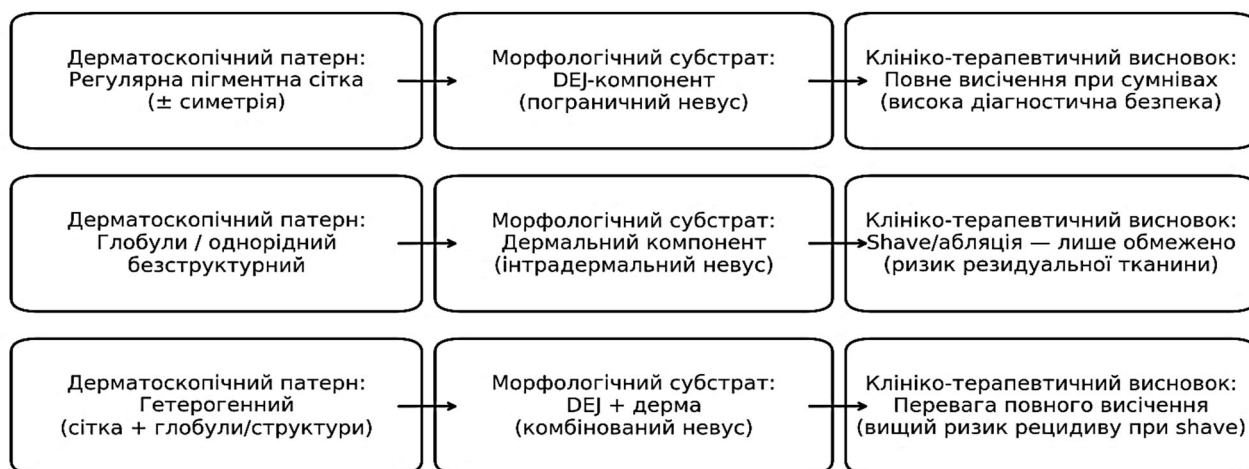 Дерматоскопічний патерн:
Регулярна пігментна сітка
(± симетрія)
Морфологічний субстрат:
DEJ-компонент
(пограничний невус)
Клініко-терапевтичний висновок:
Повне висічення при сумнівах
(висока діагностична безпека)
Дерматоскопічний патерн:
Глобули / однорідний
безструктурний
Морфологічний субстрат:
Дермальний компонент
(інтрадермальний невус)
Клініко-терапевтичний висновок:
Shave/абляція — лише обмежено
(ризик резидуальної тканини)
Дерматоскопічний патерн:
Гетерогенний
(сітка + глобули/структури)
Морфологічний субстрат:
DEJ + дерма
(комбінований невус)
Клініко-терапевтичний висновок:
Перевага повного висічення
(вищий ризик рецидиву при shave)